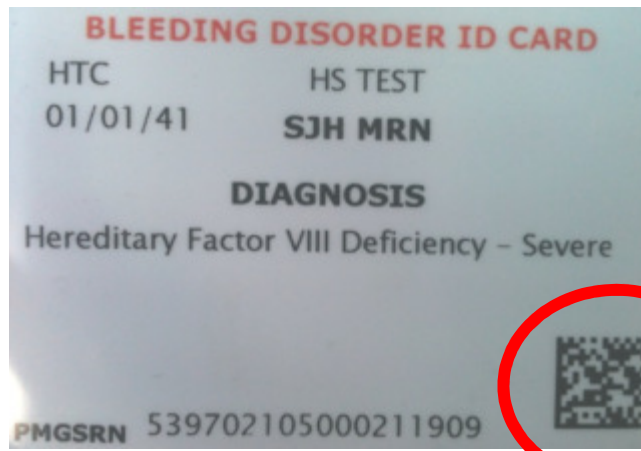 BLEEDING DISORDER ID CARD
HTC HS TEST
01/01/41 SJH MRN
DIAGNOSIS
Hereditary Factor VIII Deficiency – Severe
PMGSRN 539702105000211909